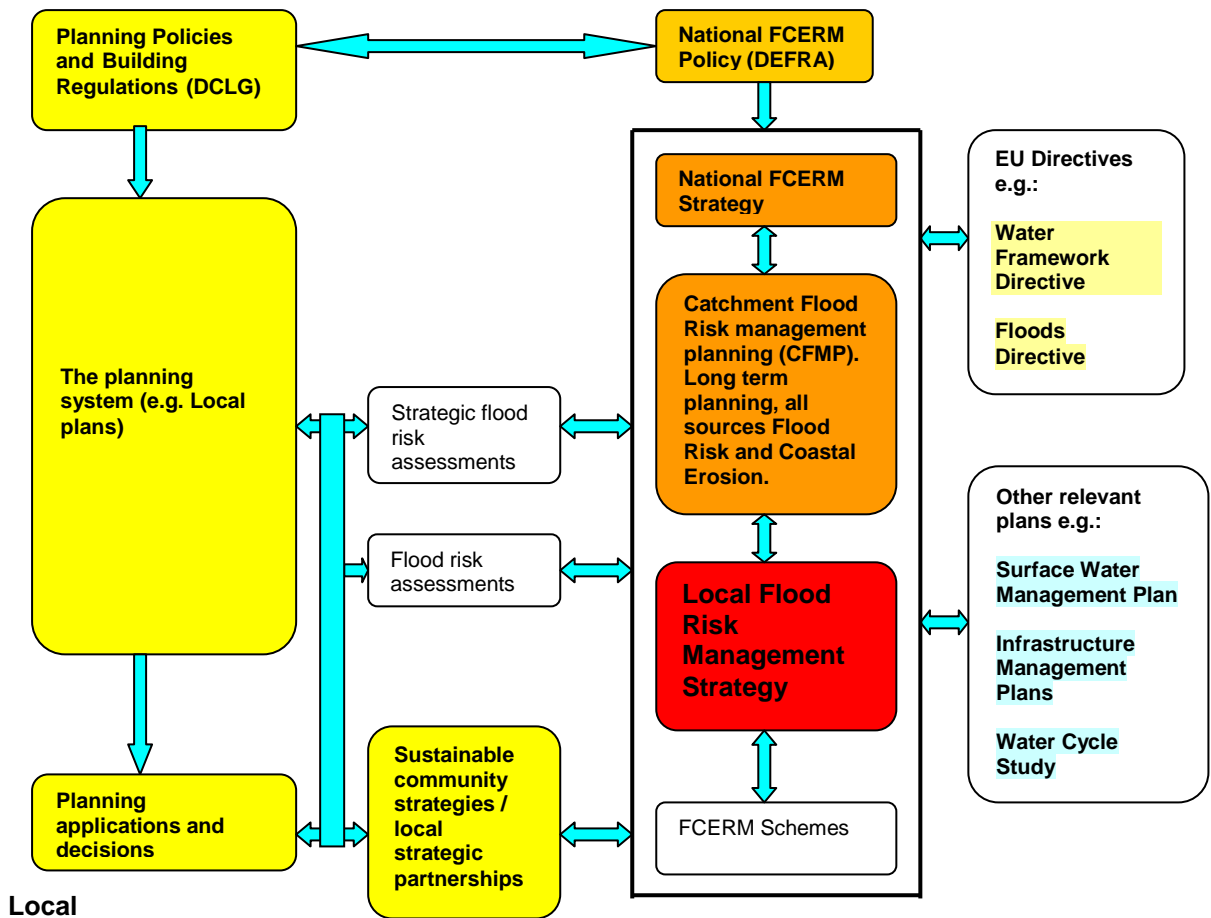 Planning Policies
and Building
Regulations (DCLG)
National FCERM
Policy (DEFRA)
National FCERM
Strategy
EU Directives
e.g.:
Water
Framework
Directive
Floods
Directive
The planning
system (e.g. Local
plans)
Strategic flood
risk
assessments
Catchment Flood
Risk management
planning (CFMP).
Long term
planning, all
sources Flood
Risk and Coastal
Erosion.
Flood risk
assessments
Local Flood
Risk
Management
Strategy
Other relevant
plans e.g.:
Surface Water
Management Plan
Infrastructure
Management
Plans
Water Cycle
Study
Planning
applications and
decisions
Sustainable
community
strategies /
local
strategic
partnerships
FCERM Schemes
Local